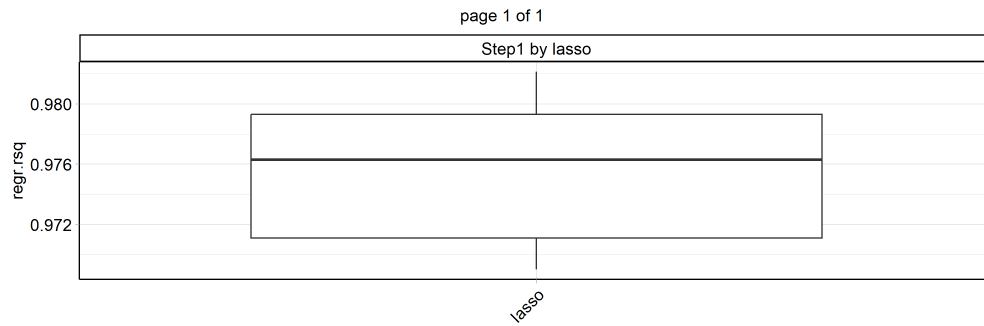 page 1 of 1
Step1 by lasso
0.980
0.976
0.972
regr.rsq
lasso